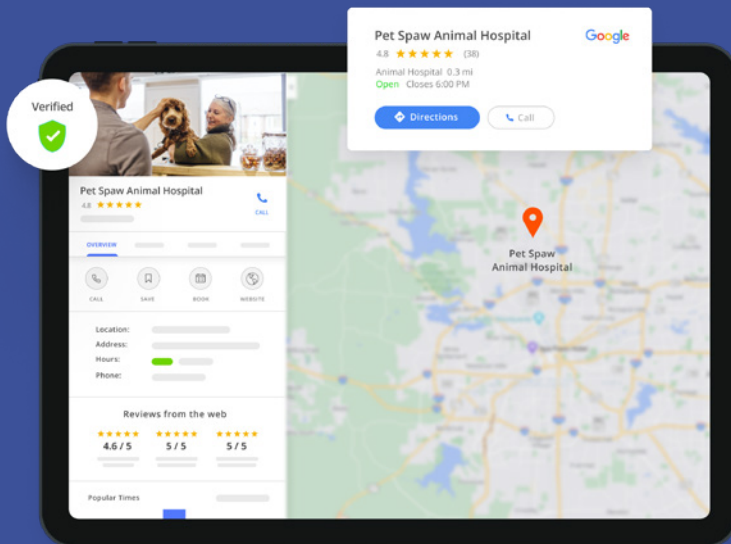 Pet Spaw Animal Hospital
Google
4.8 ★★★★★ (38)
Animal Hospital 0.3 mi
Open Closes 6:00 PM
Directions
Call
Verified
Pet Spaw Animal Hospital
4.8 ★★★★★
CALL
OVERVIEW
CALL SAVE BOOK WEBSITE
Location:
Address:
Hours:
Phone:
Reviews from the web
4.6 / 5 5 / 5 5 / 5
Popular Times
Pet Spaw
Animal Hospital